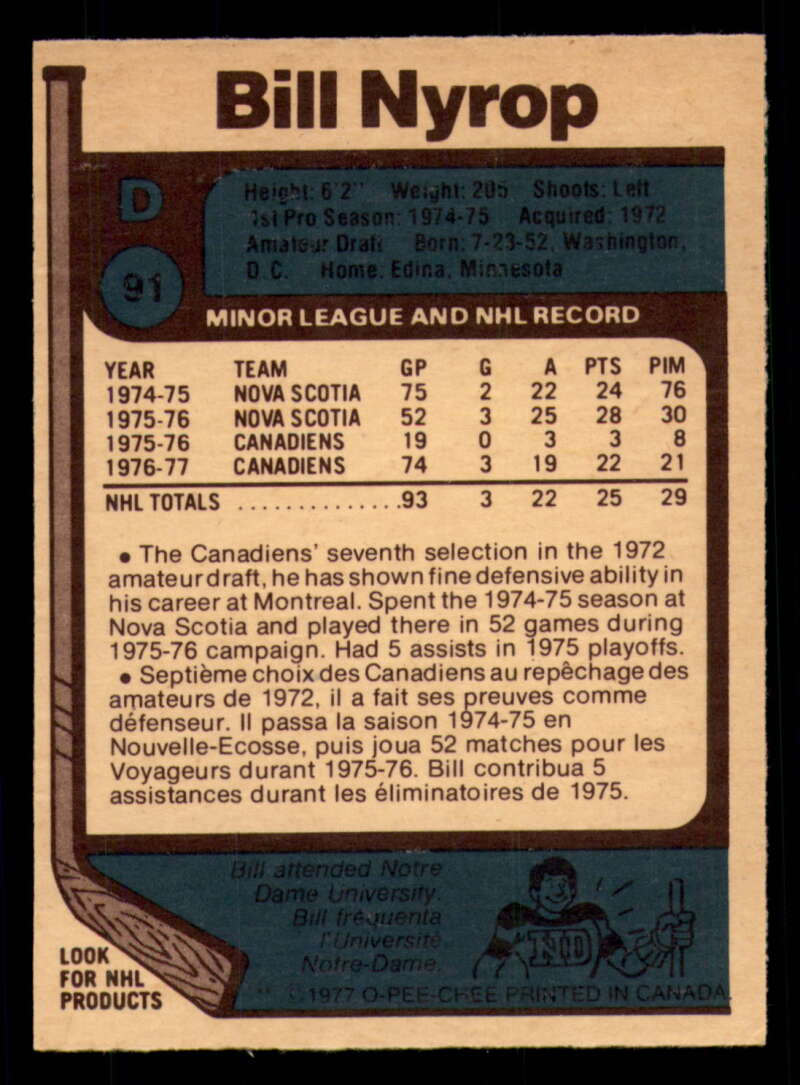 Bill Nyrop
D
Height: 6'2" Weight: 205 Shoots: Left
1st Pro Season: 1974-75 Acquired: 1972
Amateur Draft Born: 7-23-52, Washington,
D.C. Home: Edina, Minnesota
91
MINOR LEAGUE AND NHL RECORD
YEAR TEAM GP G A PTS PIM
1974-75 NOVA SCOTIA 75 2 22 24 76
1975-76 NOVA SCOTIA 52 3 25 28 30
1975-76 CANADIENS 19 0 3 3 8
1976-77 CANADIENS 74 3 19 22 21
NHL TOTALS ..............93 3 22 25 29
• The Canadiens' seventh selection in the 1972
amateur draft, he has shown fine defensive ability in
his career at Montreal. Spent the 1974-75 season at
Nova Scotia and played there in 52 games during
1975-76 campaign. Had 5 assists in 1975 playoffs.
• Septième choix des Canadiens au repêchage des
amateurs de 1972, il a fait ses preuves comme
défenseur. Il passa la saison 1974-75 en
Nouvelle-Ecosse, puis joua 52 matches pour les
Voyageurs durant 1975-76. Bill contribua 5
assistances durant les éliminatoires de 1975.
Bill attended Notre
Dame University.
Bill fréquenta
l'Université
Notre-Dame.
ND
LOOK
FOR NHL
PRODUCTS
** ©1977 O-PEE-CHEE PRINTED IN CANADA.